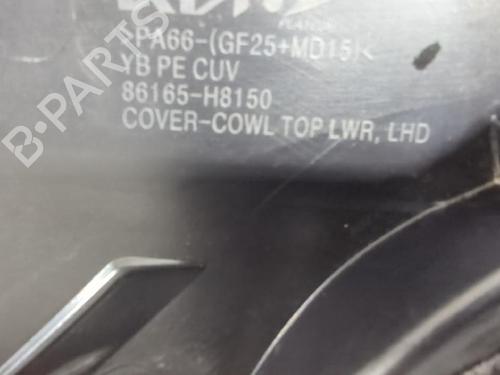 >PA66-(GF25+MD15)<
YB PE CUV
86165-H8150
COVER-COWL TOP LWR, LHD